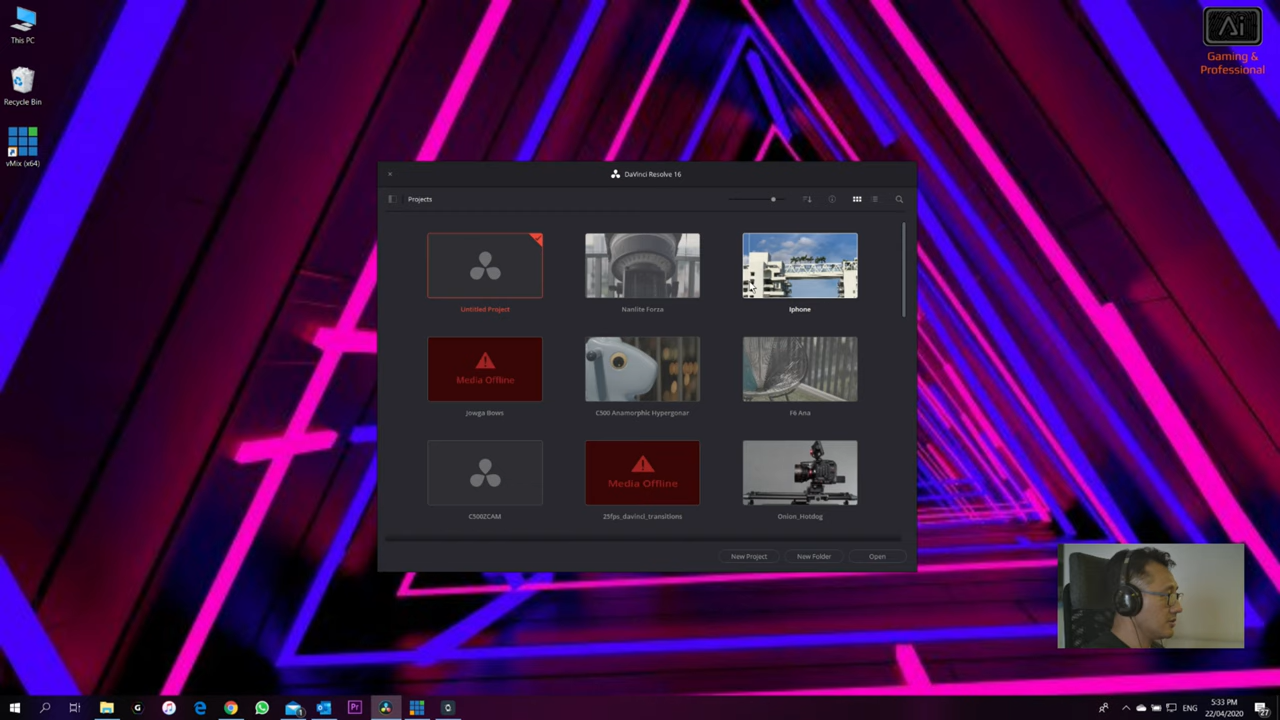 This PC
Recycle Bin
vMix (x64)
Ai
Gaming &
Professional
DaVinci Resolve 16
Projects
Untitled Project
Nanlite Forza
Iphone
Media Offline
Jowga Bows
C500 Anamorphic Hypergonar
F6 Ana
C500ZCAM
Media Offline
25fps_davinci_transitions
Onion_Hotdog
New Project
New Folder
Open
G
Pr
ENG
5:33 PM
22/04/2020
27